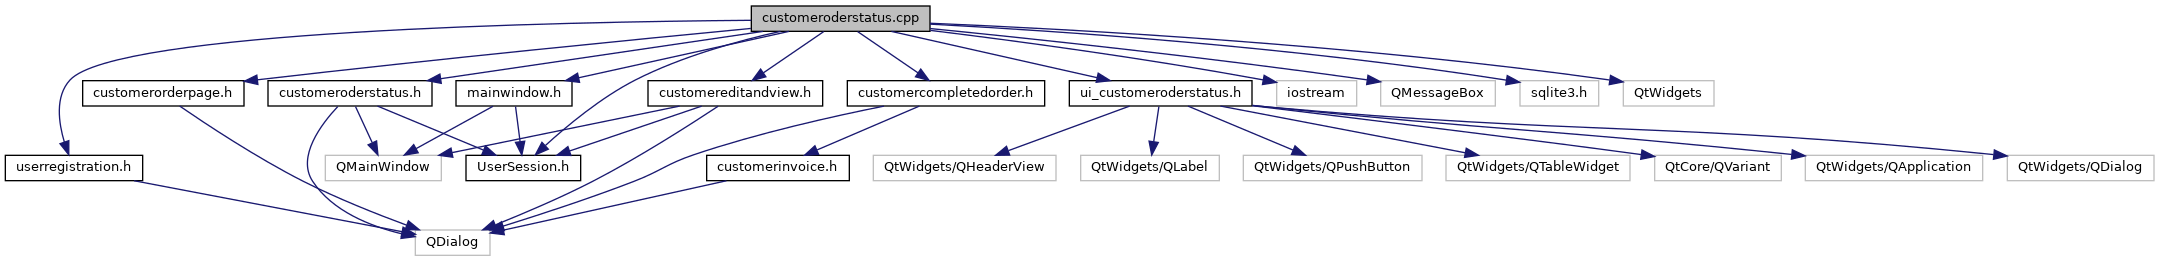 customeroderstatus.cpp
customerorderpage.h
customeroderstatus.h
mainwindow.h
customereditandview.h
customercompletedorder.h
ui_customeroderstatus.h
iostream
QMessageBox
sqlite3.h
QtWidgets
userregistration.h
QMainWindow
UserSession.h
customerinvoice.h
QtWidgets/QHeaderView
QtWidgets/QLabel
QtWidgets/QPushButton
QtWidgets/QTableWidget
QtCore/QVariant
QtWidgets/QApplication
QtWidgets/QDialog
QDialog